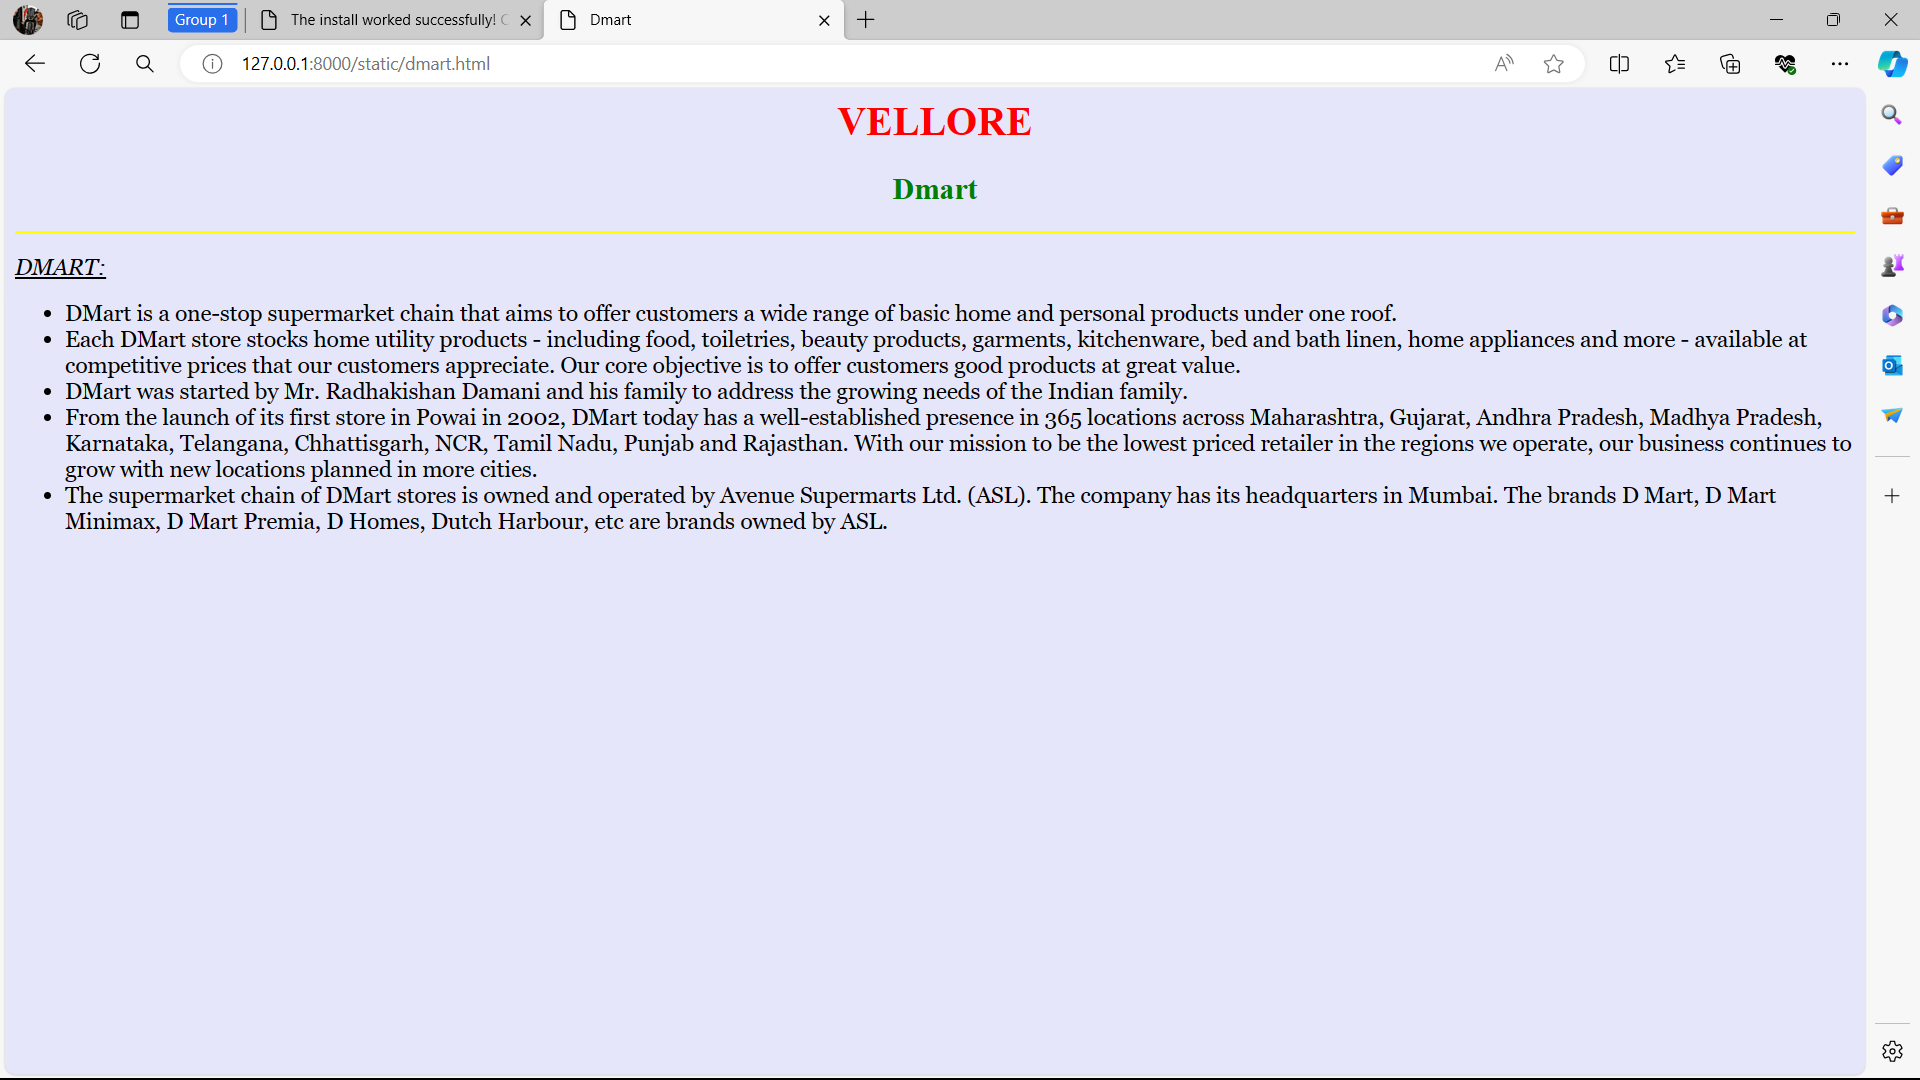 Group 1
The install worked successfully!
Dmart
127.0.0.1:8000/static/dmart.html
VELLORE
Dmart
DMART:
• DMart is a one-stop supermarket chain that aims to offer customers a wide range of basic home and personal products under one roof.
• Each DMart store stocks home utility products - including food, toiletries, beauty products, garments, kitchenware, bed and bath linen, home appliances and more - available at
competitive prices that our customers appreciate. Our core objective is to offer customers good products at great value.
• DMart was started by Mr. Radhakishan Damani and his family to address the growing needs of the Indian family.
• From the launch of its first store in Powai in 2002, DMart today has a well-established presence in 365 locations across Maharashtra, Gujarat, Andhra Pradesh, Madhya Pradesh,
Karnataka, Telangana, Chhattisgarh, NCR, Tamil Nadu, Punjab and Rajasthan. With our mission to be the lowest priced retailer in the regions we operate, our business continues to
grow with new locations planned in more cities.
• The supermarket chain of DMart stores is owned and operated by Avenue Supermarts Ltd. (ASL). The company has its headquarters in Mumbai. The brands D Mart, D Mart
Minimax, D Mart Premia, D Homes, Dutch Harbour, etc are brands owned by ASL.